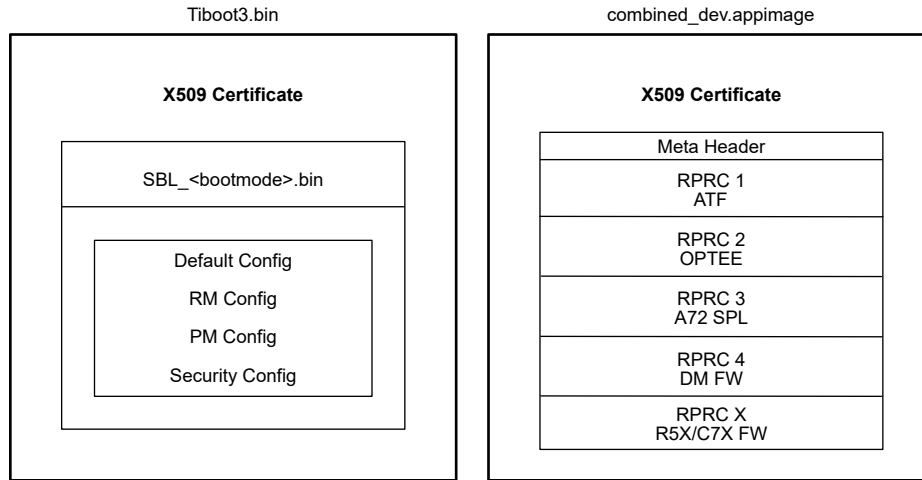 Tiboot3.bin
X509 Certificate
SBL_<bootmode>.bin
Default Config
RM Config
PM Config
Security Config
combined_dev.appimage
X509 Certificate
Meta Header
RPRC 1
ATF
RPRC 2
OPTEE
RPRC 3
A72 SPL
RPRC 4
DM FW
RPRC X
R5X/C7X FW